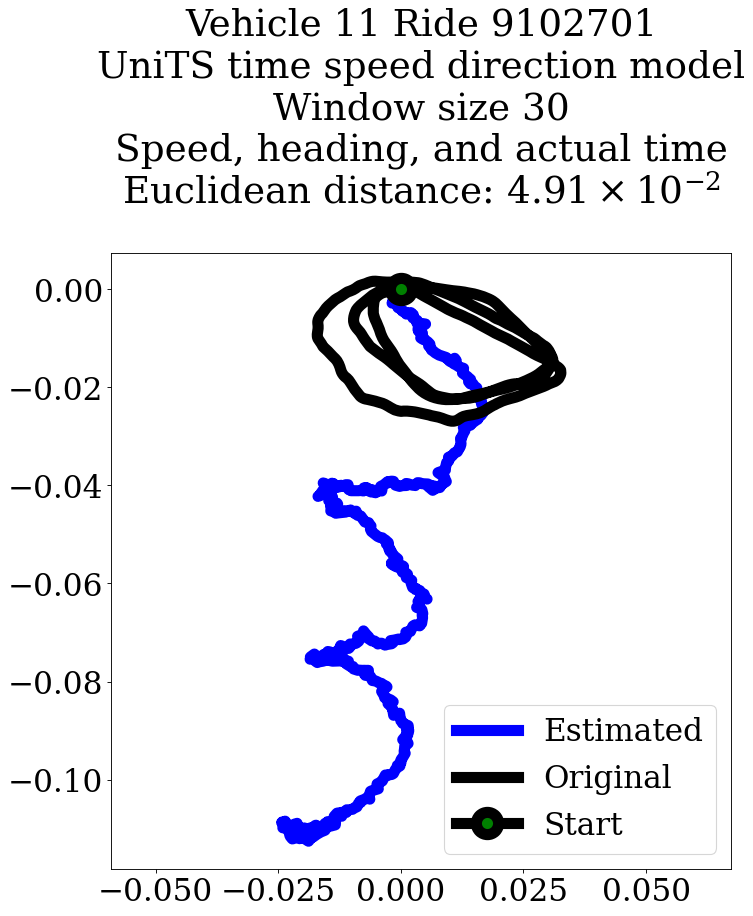 Vehicle 11 Ride 9102701
UniTS time speed direction model
Window size 30
Speed, heading, and actual time
Euclidean distance: 4.91 × 10⁻²
0.00
−0.02
−0.04
−0.06
−0.08
−0.10
Estimated
Original
Start
−0.050 −0.025 0.000 0.025 0.050